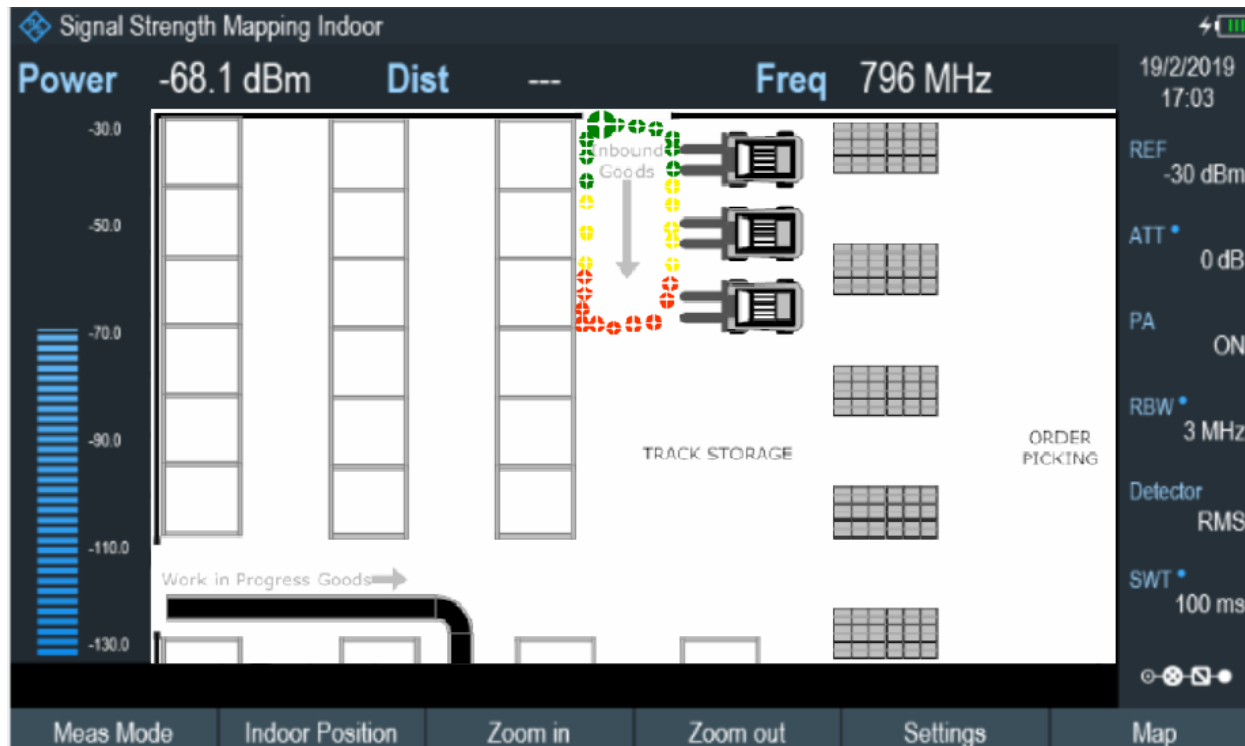 Signal Strength Mapping Indoor
Power -68.1 dBm Dist --- Freq 796 MHz
19/2/2019
17:03
-30.0
-50.0
-70.0
-90.0
-110.0
-130.0
Inbound
Goods
TRACK STORAGE
ORDER
PICKING
Work in Progress Goods
REF
-30 dBm
ATT
0 dB
PA
ON
RBW
3 MHz
Detector
RMS
SWT
100 ms
Meas Mode Indoor Position Zoom in Zoom out Settings Map